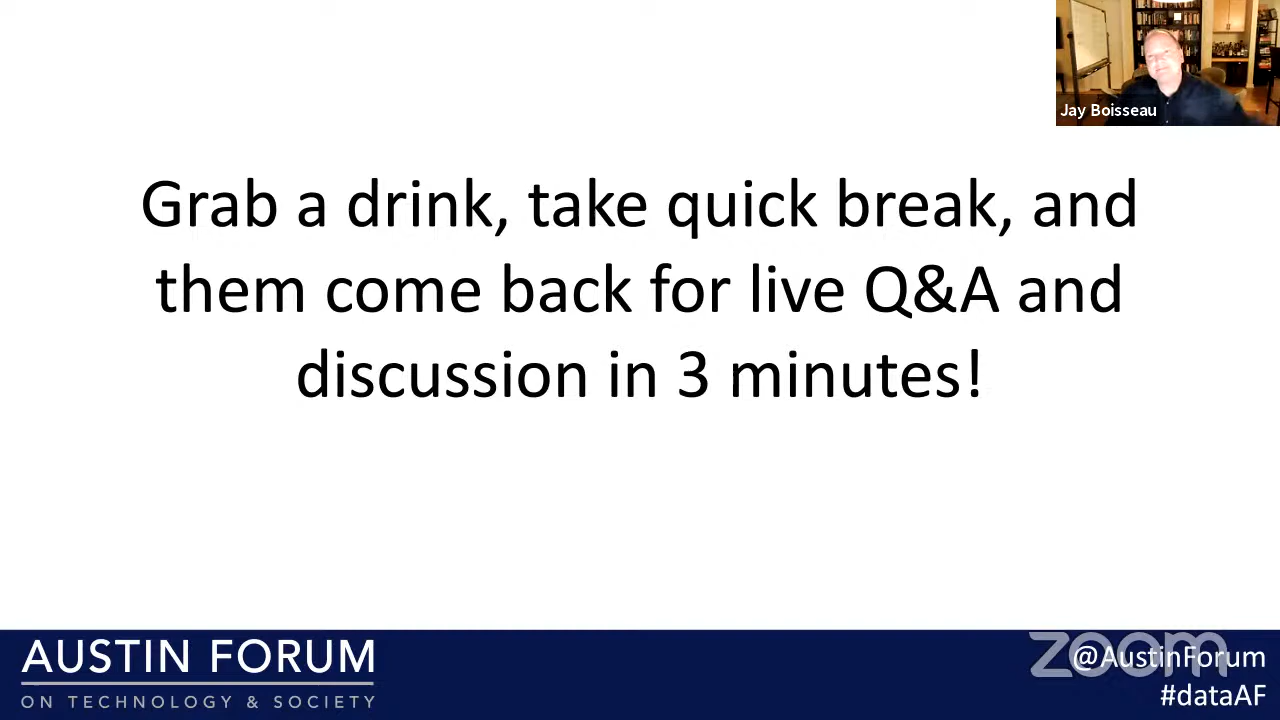 Jay Boisseau
Grab a drink, take quick break, and
them come back for live Q&A and
discussion in 3 minutes!
AUSTIN FORUM
ON TECHNOLOGY & SOCIETY
zoom
@AustinForum
#dataAF